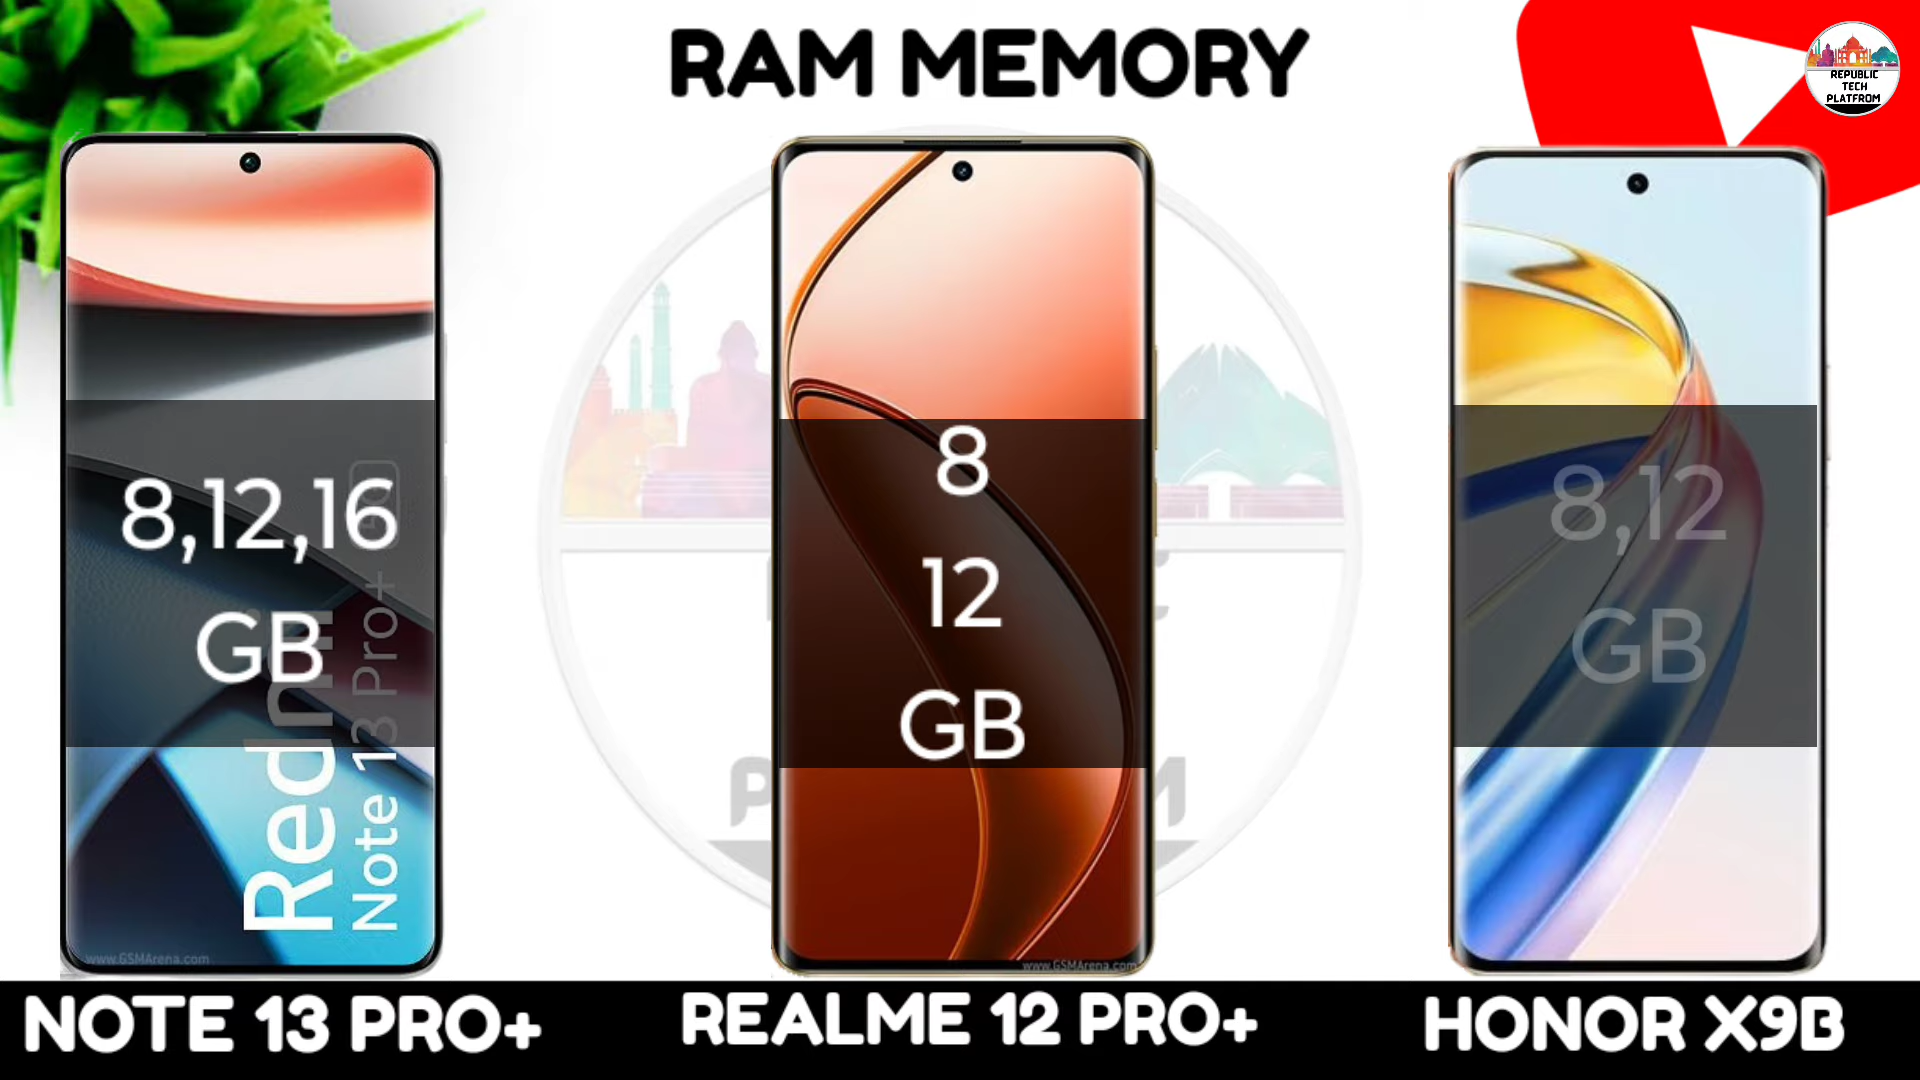 RAM MEMORY
REPUBLIC
TECH
PLATFROM
8,12,16
GB
Redmi
Note 13 Pro+
www.GSMArena.com
8
12
GB
www.GSMArena.com
8,12
GB
NOTE 13 PRO+
REALME 12 PRO+
HONOR X9B